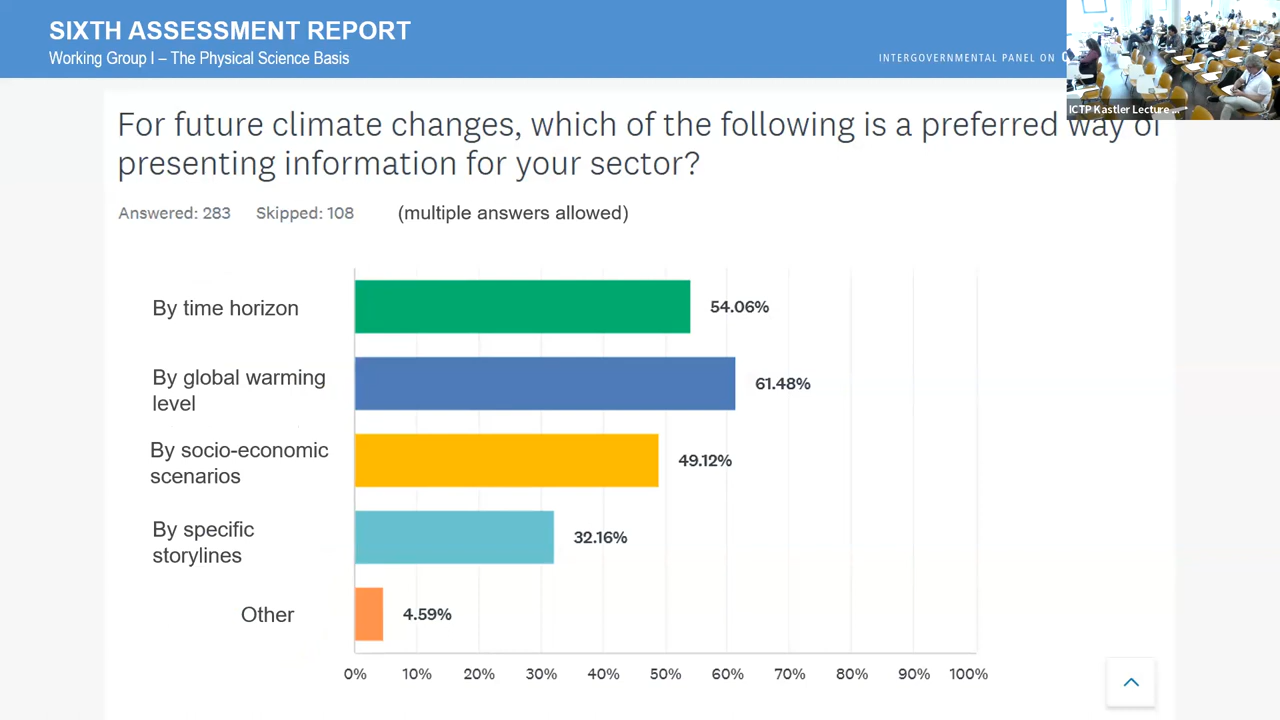 SIXTH ASSESSMENT REPORT
Working Group I – The Physical Science Basis
INTERGOVERNMENTAL PANEL ON
ICTP Kastler Lecture ...
For future climate changes, which of the following is a preferred way of
presenting information for your sector?
Answered: 283 Skipped: 108 (multiple answers allowed)
By time horizon 54.06%
By global warming
level
61.48%
By socio-economic
scenarios
49.12%
By specific
storylines
32.16%
Other 4.59%
0% 10% 20% 30% 40% 50% 60% 70% 80% 90% 100%